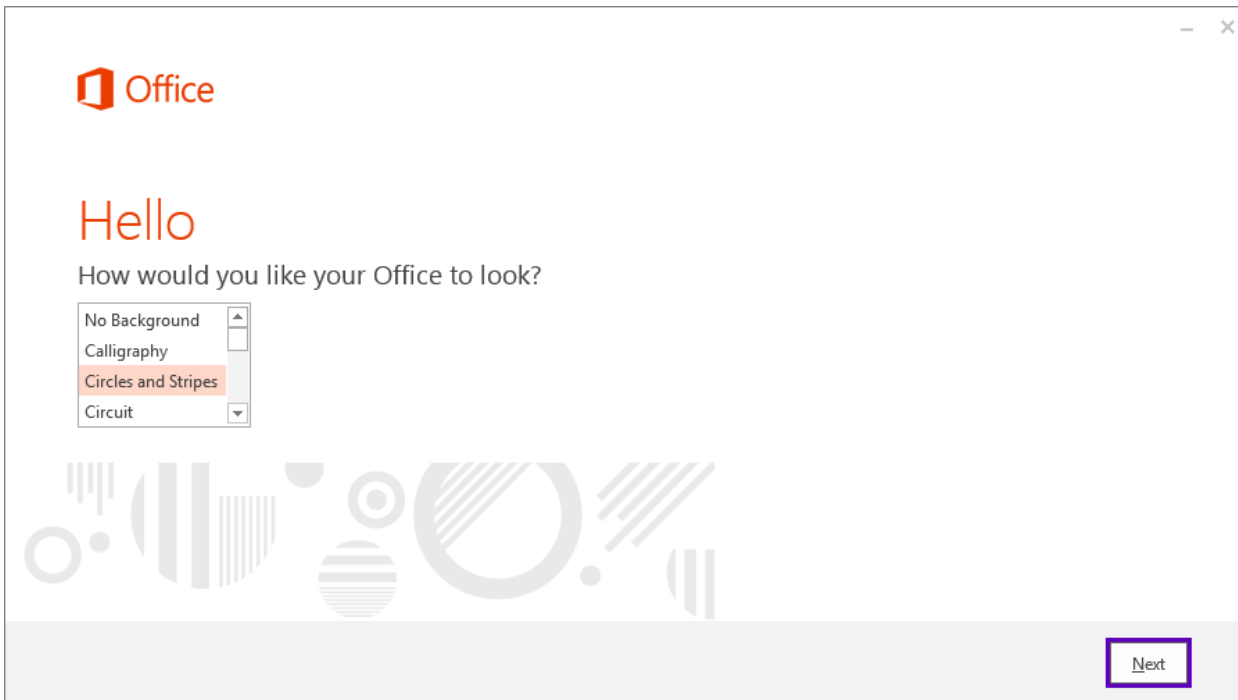 Office
Hello
How would you like your Office to look?
No Background
Calligraphy
Circles and Stripes
Circuit
Next